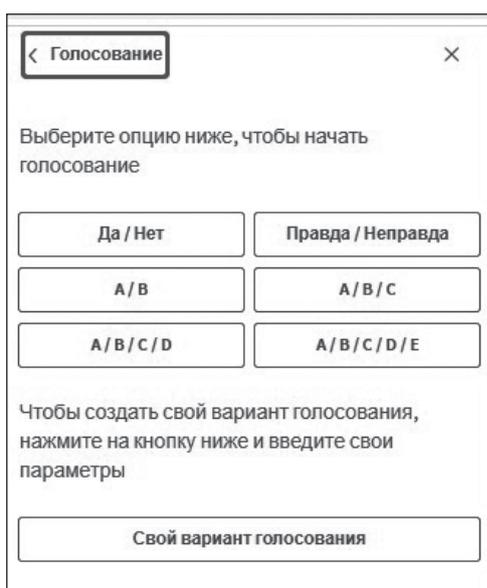 Голосование
Выберите опцию ниже, чтобы начать
голосование
Да / Нет
Правда / Неправда
A / B
A / B / C
A / B / C / D
A / B / C / D / E
Чтобы создать свой вариант голосования,
нажмите на кнопку ниже и введите свои
параметры
Свой вариант голосования